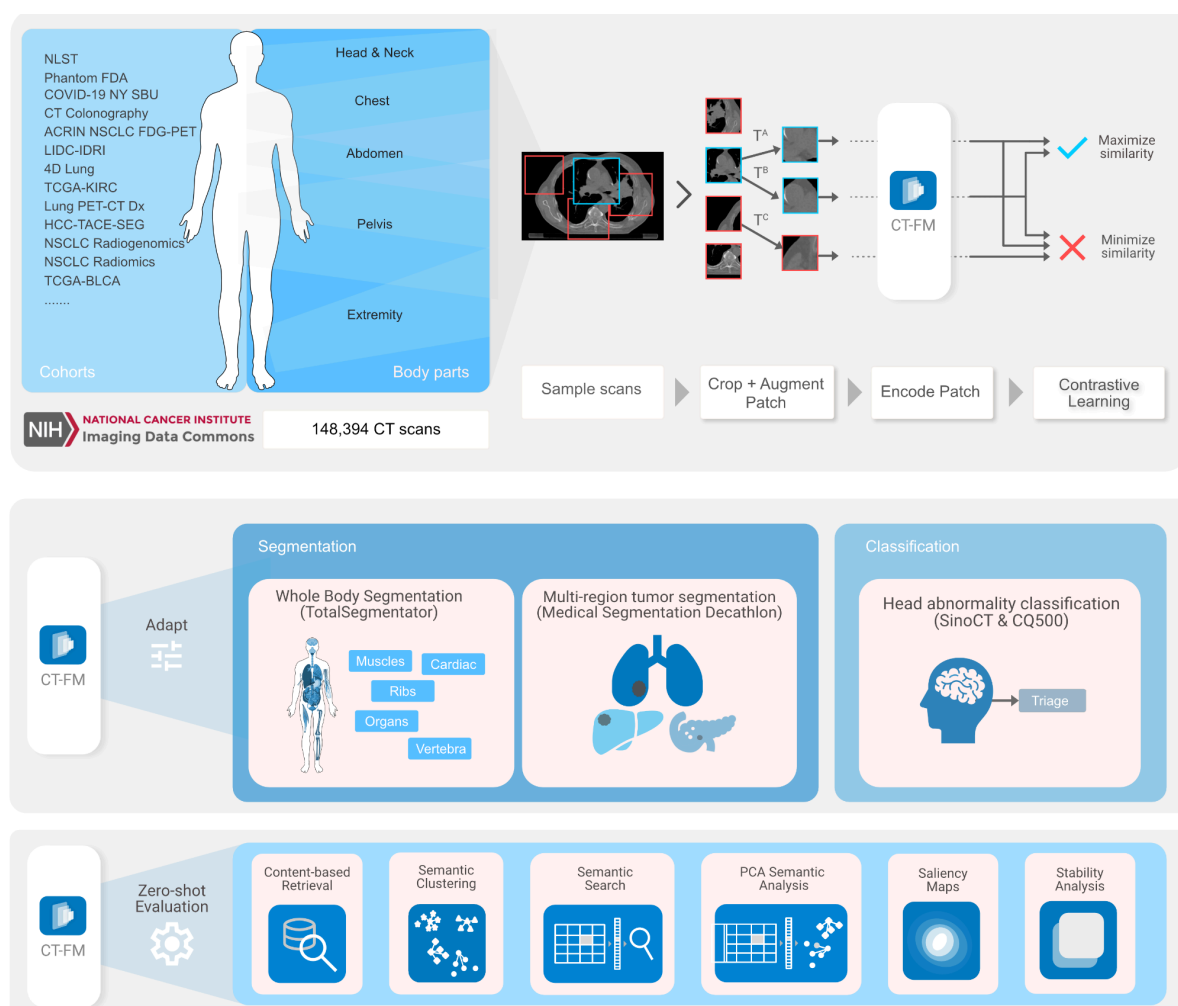 NLST
Phantom FDA
COVID-19 NY SBU
CT Colonography
ACRIN NSCLC FDG-PET
LIDC-IDRI
4D Lung
TCGA-KIRC
Lung PET-CT Dx
HCC-TACE-SEG
NSCLC Radiogenomics
NSCLC Radiomics
TCGA-BLCA
.......
Cohorts
Head & Neck
Chest
Abdomen
Pelvis
Extremity
Body parts
NIH
NATIONAL CANCER INSTITUTE
Imaging Data Commons
148,394 CT scans
T^A
T^B
T^C
CT-FM
Maximize
similarity
Minimize
similarity
Sample scans
Crop + Augment
Patch
Encode Patch
Contrastive
Learning
CT-FM
Adapt
Segmentation
Whole Body Segmentation
(TotalSegmentator)
Muscles
Cardiac
Ribs
Organs
Vertebra
Multi-region tumor segmentation
(Medical Segmentation Decathlon)
Classification
Head abnormality classification
(SinoCT & CQ500)
Triage
CT-FM
Zero-shot
Evaluation
Content-based
Retrieval
Semantic
Clustering
Semantic
Search
PCA Semantic
Analysis
Saliency
Maps
Stability
Analysis